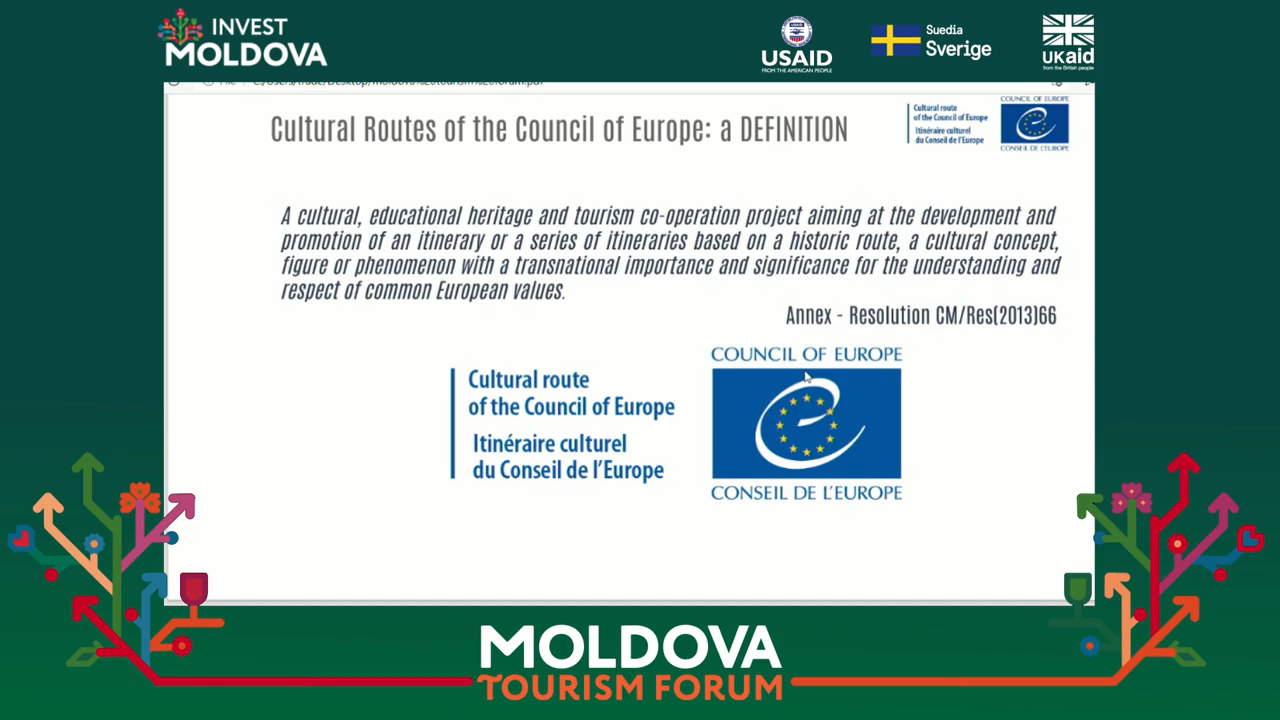 INVEST
MOLDOVA
USAID
FROM THE AMERICAN PEOPLE
Suedia
Sverige
UKaid
from the British people
Cultural Routes of the Council of Europe: a DEFINITION
Cultural route
of the Council of Europe
Itinéraire culturel
du Conseil de l'Europe
COUNCIL OF EUROPE
CONSEIL DE L'EUROPE
A cultural, educational heritage and tourism co-operation project aiming at the development and
promotion of an itinerary or a series of itineraries based on a historic route, a cultural concept,
figure or phenomenon with a transnational importance and significance for the understanding and
respect of common European values.
Annex - Resolution CM/Res(2013)66
Cultural route
of the Council of Europe
Itinéraire culturel
du Conseil de l'Europe
COUNCIL OF EUROPE
CONSEIL DE L'EUROPE
MOLDOVA
TOURISM FORUM